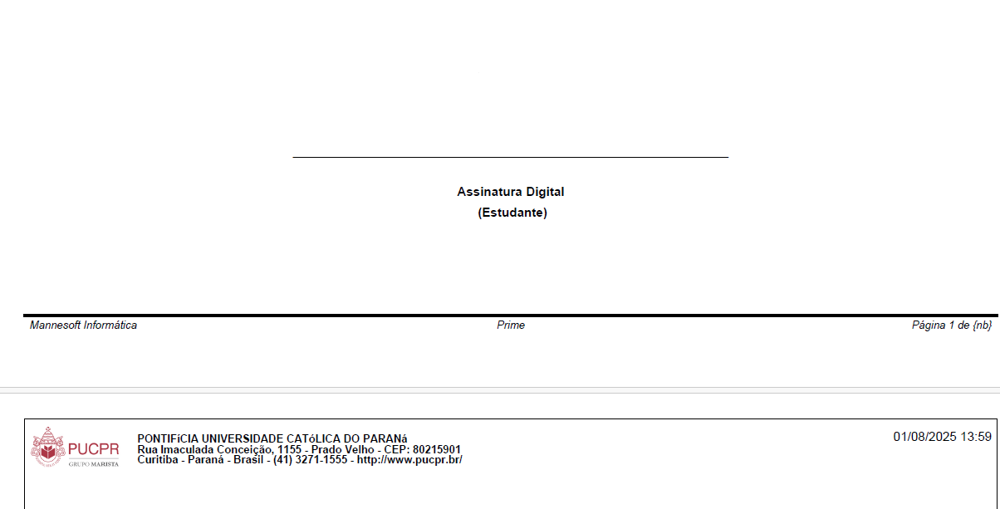 Assinatura Digital
(Estudante)
Mannesoft Informática Prime Página 1 de {nb}
PUCPR
GRUPO MARISTA
PONTIFíCIA UNIVERSIDADE CATóLICA DO PARANá
Rua Imaculada Conceição, 1155 - Prado Velho - CEP: 80215901
Curitiba - Paraná - Brasil - (41) 3271-1555 - http://www.pucpr.br/
01/08/2025 13:59